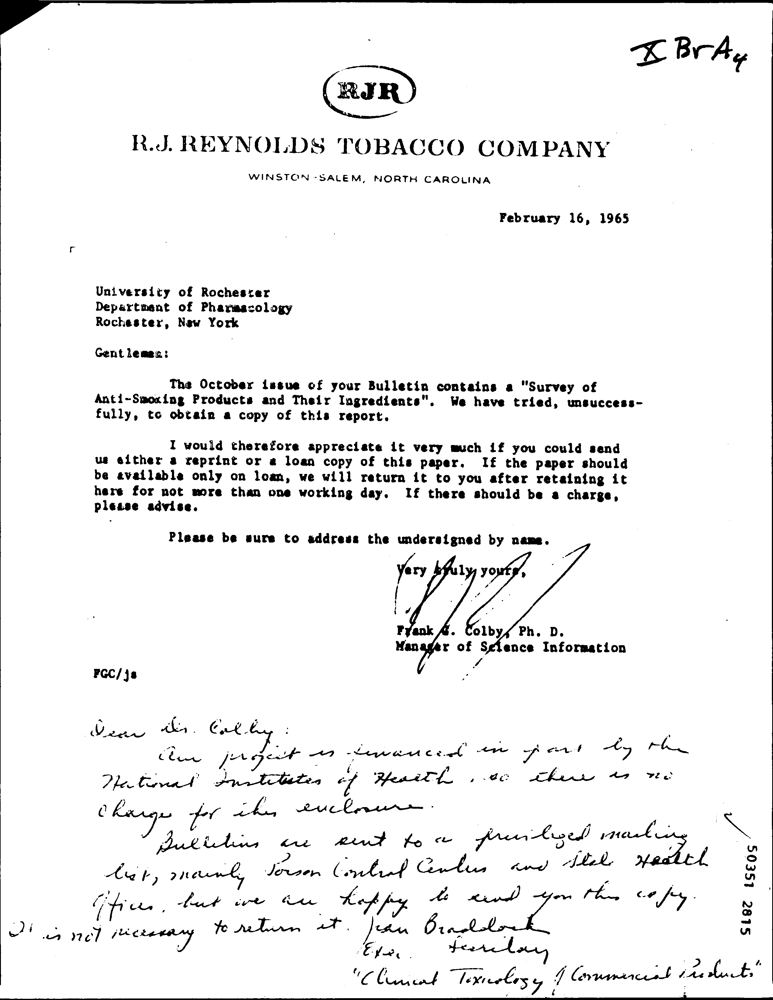 X BrA4
RJR
R.J. REYNOLDS TOBACCO COMPANY
WINSTON-SALEM, NORTH CAROLINA
February 16, 1965
University of Rochester
Department of Pharmacology
Rochester, New York
Gentlemen:
The October issue of your Bulletin contains a "Survey of
Anti-Smoking Products and Their Ingredients". We have tried, unsuccess-
fully, to obtain a copy of this report.
I would therefore appreciate it very much if you could send
us either a reprint or a loan copy of this paper. If the paper should
be available only on loan, we will return it to you after retaining it
here for not more than one working day. If there should be a charge,
please advise.
Please be sure to address the undersigned by name.
Very truly yours,
Frank G. Colby, Ph. D.
Manager of Science Information
FGC/js
Dear Dr. Colby:
Our project is financed in part by the
National Institutes of Health, so there is no
charge for this enclosure.
Bulletins are sent to a privileged mailing
list, mainly Poison Control Centers and State Health
Offices, but we are happy to send you this copy.
It is not necessary to return it. Jean Braddock
Exec. Secretary
"Clinical Toxicology of Commercial Products"
50351 2815